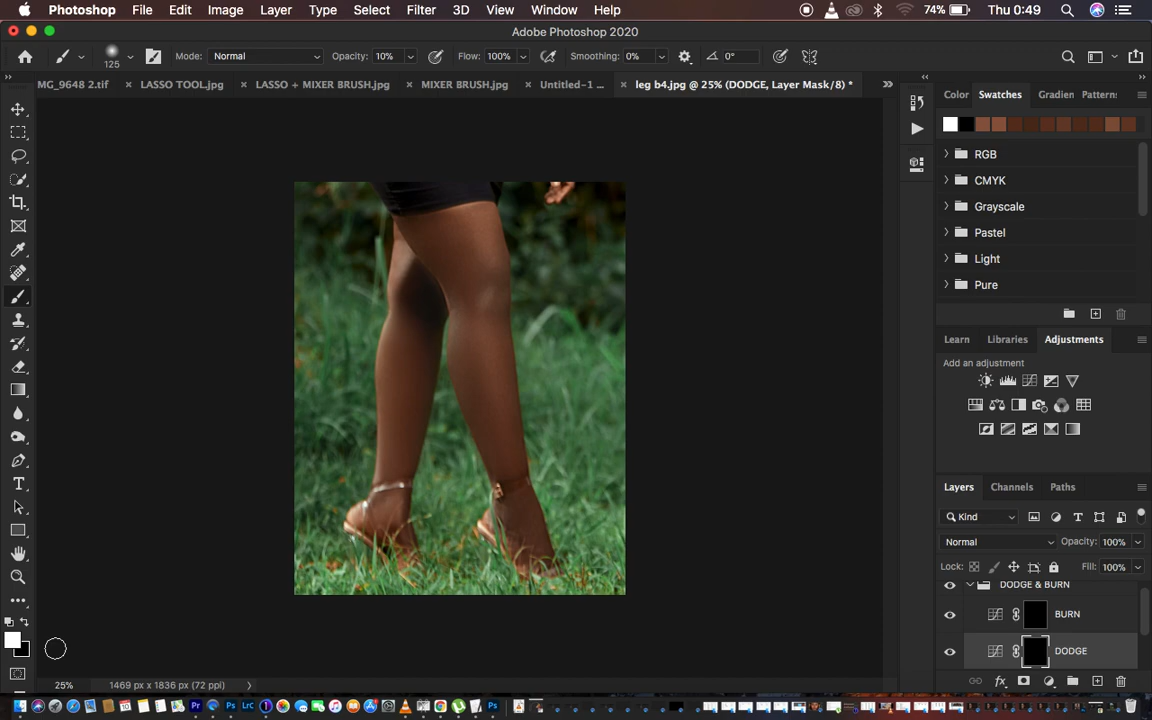 Photoshop File Edit Image Layer Type Select Filter 3D View Window Help 74% Thu 0:49
Adobe Photoshop 2020
125 Mode: Normal Opacity: 10% Flow: 100% Smoothing: 0% 0°
MG_9648 2.tif × LASSO TOOL.jpg × LASSO + MIXER BRUSH.jpg × MIXER BRUSH.jpg × Untitled-1 ... × leg b4.jpg @ 25% (DODGE, Layer Mask/8) *
Color Swatches Gradien Pattern:
RGB
CMYK
Grayscale
Pastel
Light
Pure
Learn Libraries Adjustments
Add an adjustment
Layers Channels Paths
Kind
Normal Opacity: 100%
Lock: Fill: 100%
DODGE & BURN
BURN
DODGE
25% 1469 px x 1836 px (72 ppi)